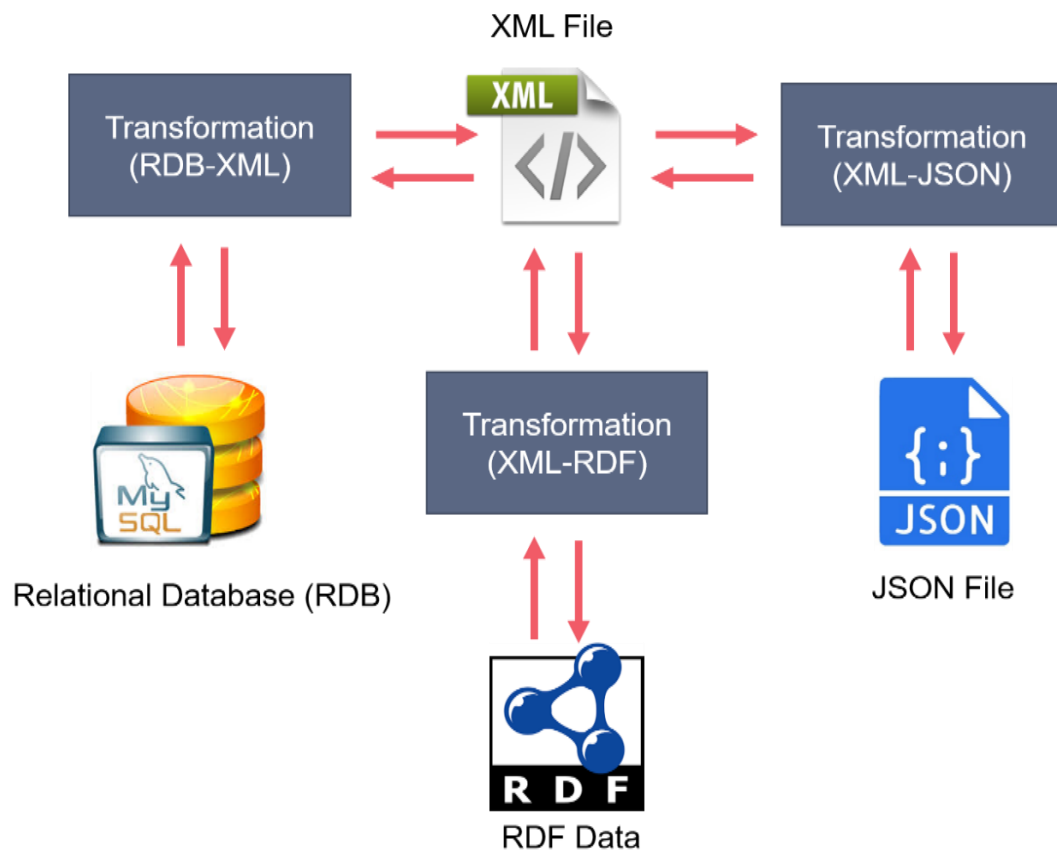 XML File
XML
Transformation
(RDB-XML)
Transformation
(XML-JSON)
Transformation
(XML-RDF)
My
SQL
{;}
JSON
Relational Database (RDB)
JSON File
RDF
RDF Data